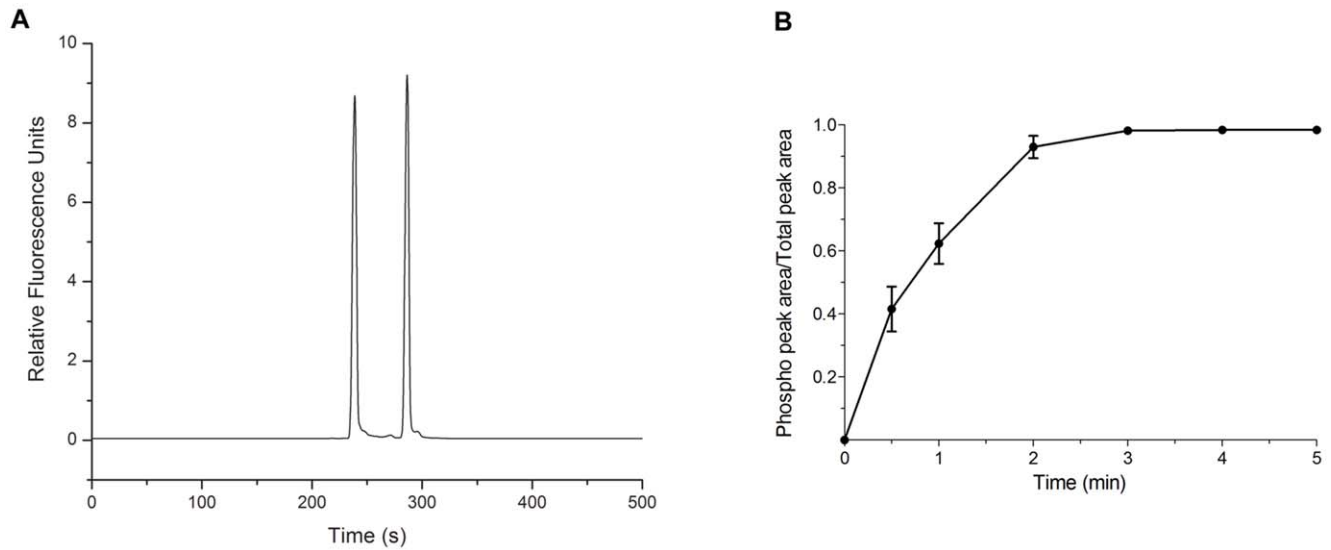 A
Relative Fluorescence Units
10
8
6
4
2
0
0 100 200 300 400 500
Time (s)
B
Phospho peak area/Total peak area
1.0
0.8
0.6
0.4
0.2
0 1 2 3 4 5
Time (min)